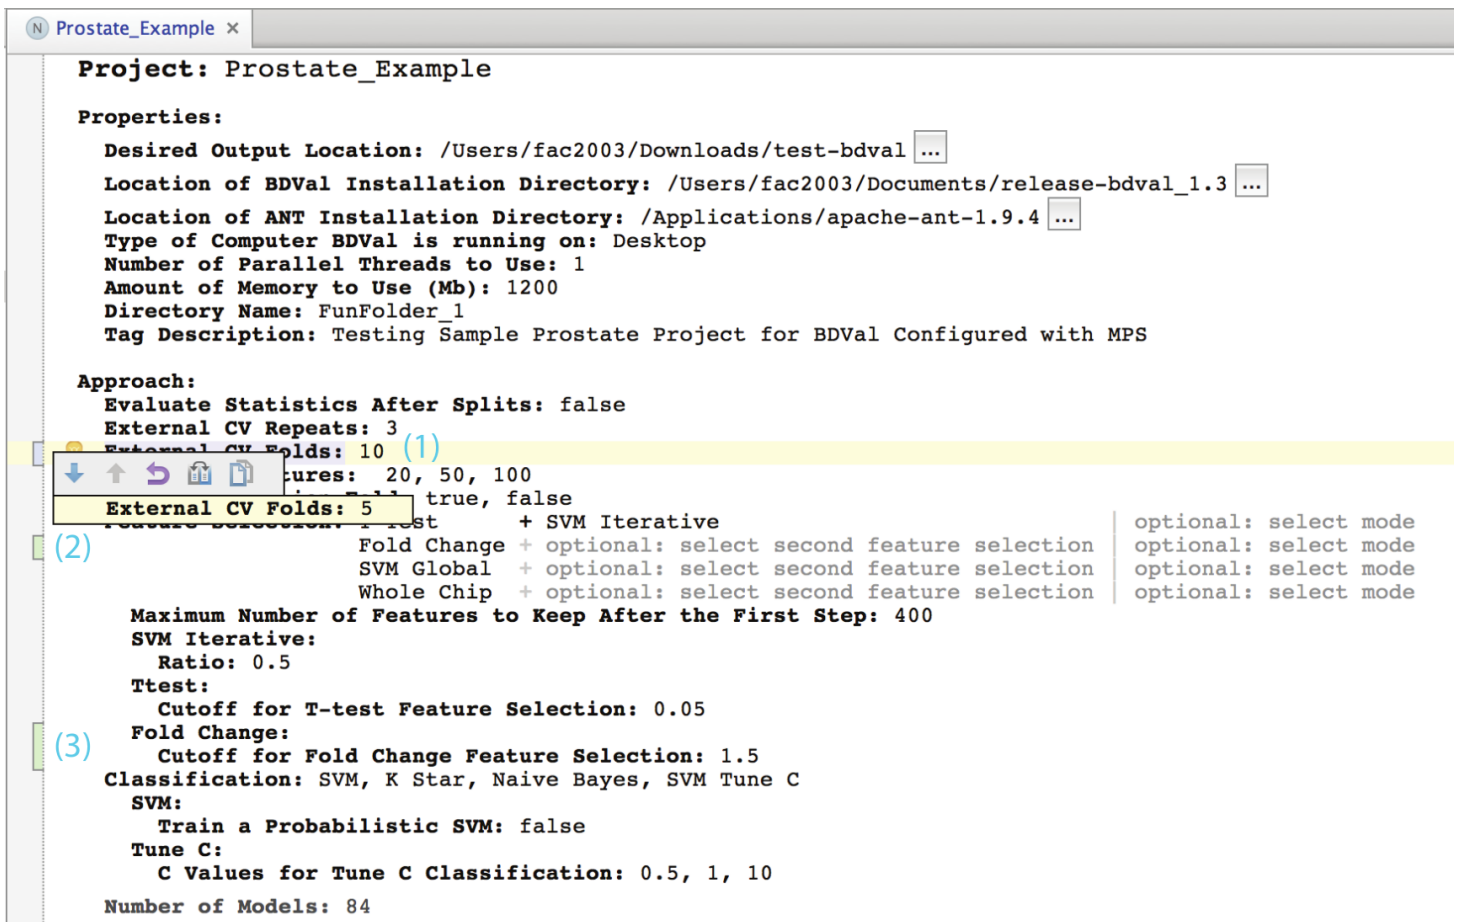 N Prostate_Example ×
Project: Prostate_Example
Properties:
Desired Output Location: /Users/fac2003/Downloads/test-bdval ...
Location of BDVal Installation Directory: /Users/fac2003/Documents/release-bdval_1.3 ...
Location of ANT Installation Directory: /Applications/apache-ant-1.9.4 ...
Type of Computer BDVal is running on: Desktop
Number of Parallel Threads to Use: 1
Amount of Memory to Use (Mb): 1200
Directory Name: FunFolder_1
Tag Description: Testing Sample Prostate Project for BDVal Configured with MPS
Approach:
Evaluate Statistics After Splits: false
External CV Repeats: 3
External CV Folds: 10 (1)
tures: 20, 50, 100
true, false
External CV Folds: 5
+ SVM Iterative | optional: select mode
(2) Fold Change + optional: select second feature selection | optional: select mode
SVM Global + optional: select second feature selection | optional: select mode
Whole Chip + optional: select second feature selection | optional: select mode
Maximum Number of Features to Keep After the First Step: 400
SVM Iterative:
Ratio: 0.5
Ttest:
Cutoff for T-test Feature Selection: 0.05
Fold Change:
(3)
Cutoff for Fold Change Feature Selection: 1.5
Classification: SVM, K Star, Naive Bayes, SVM Tune C
SVM:
Train a Probabilistic SVM: false
Tune C:
C Values for Tune C Classification: 0.5, 1, 10
Number of Models: 84